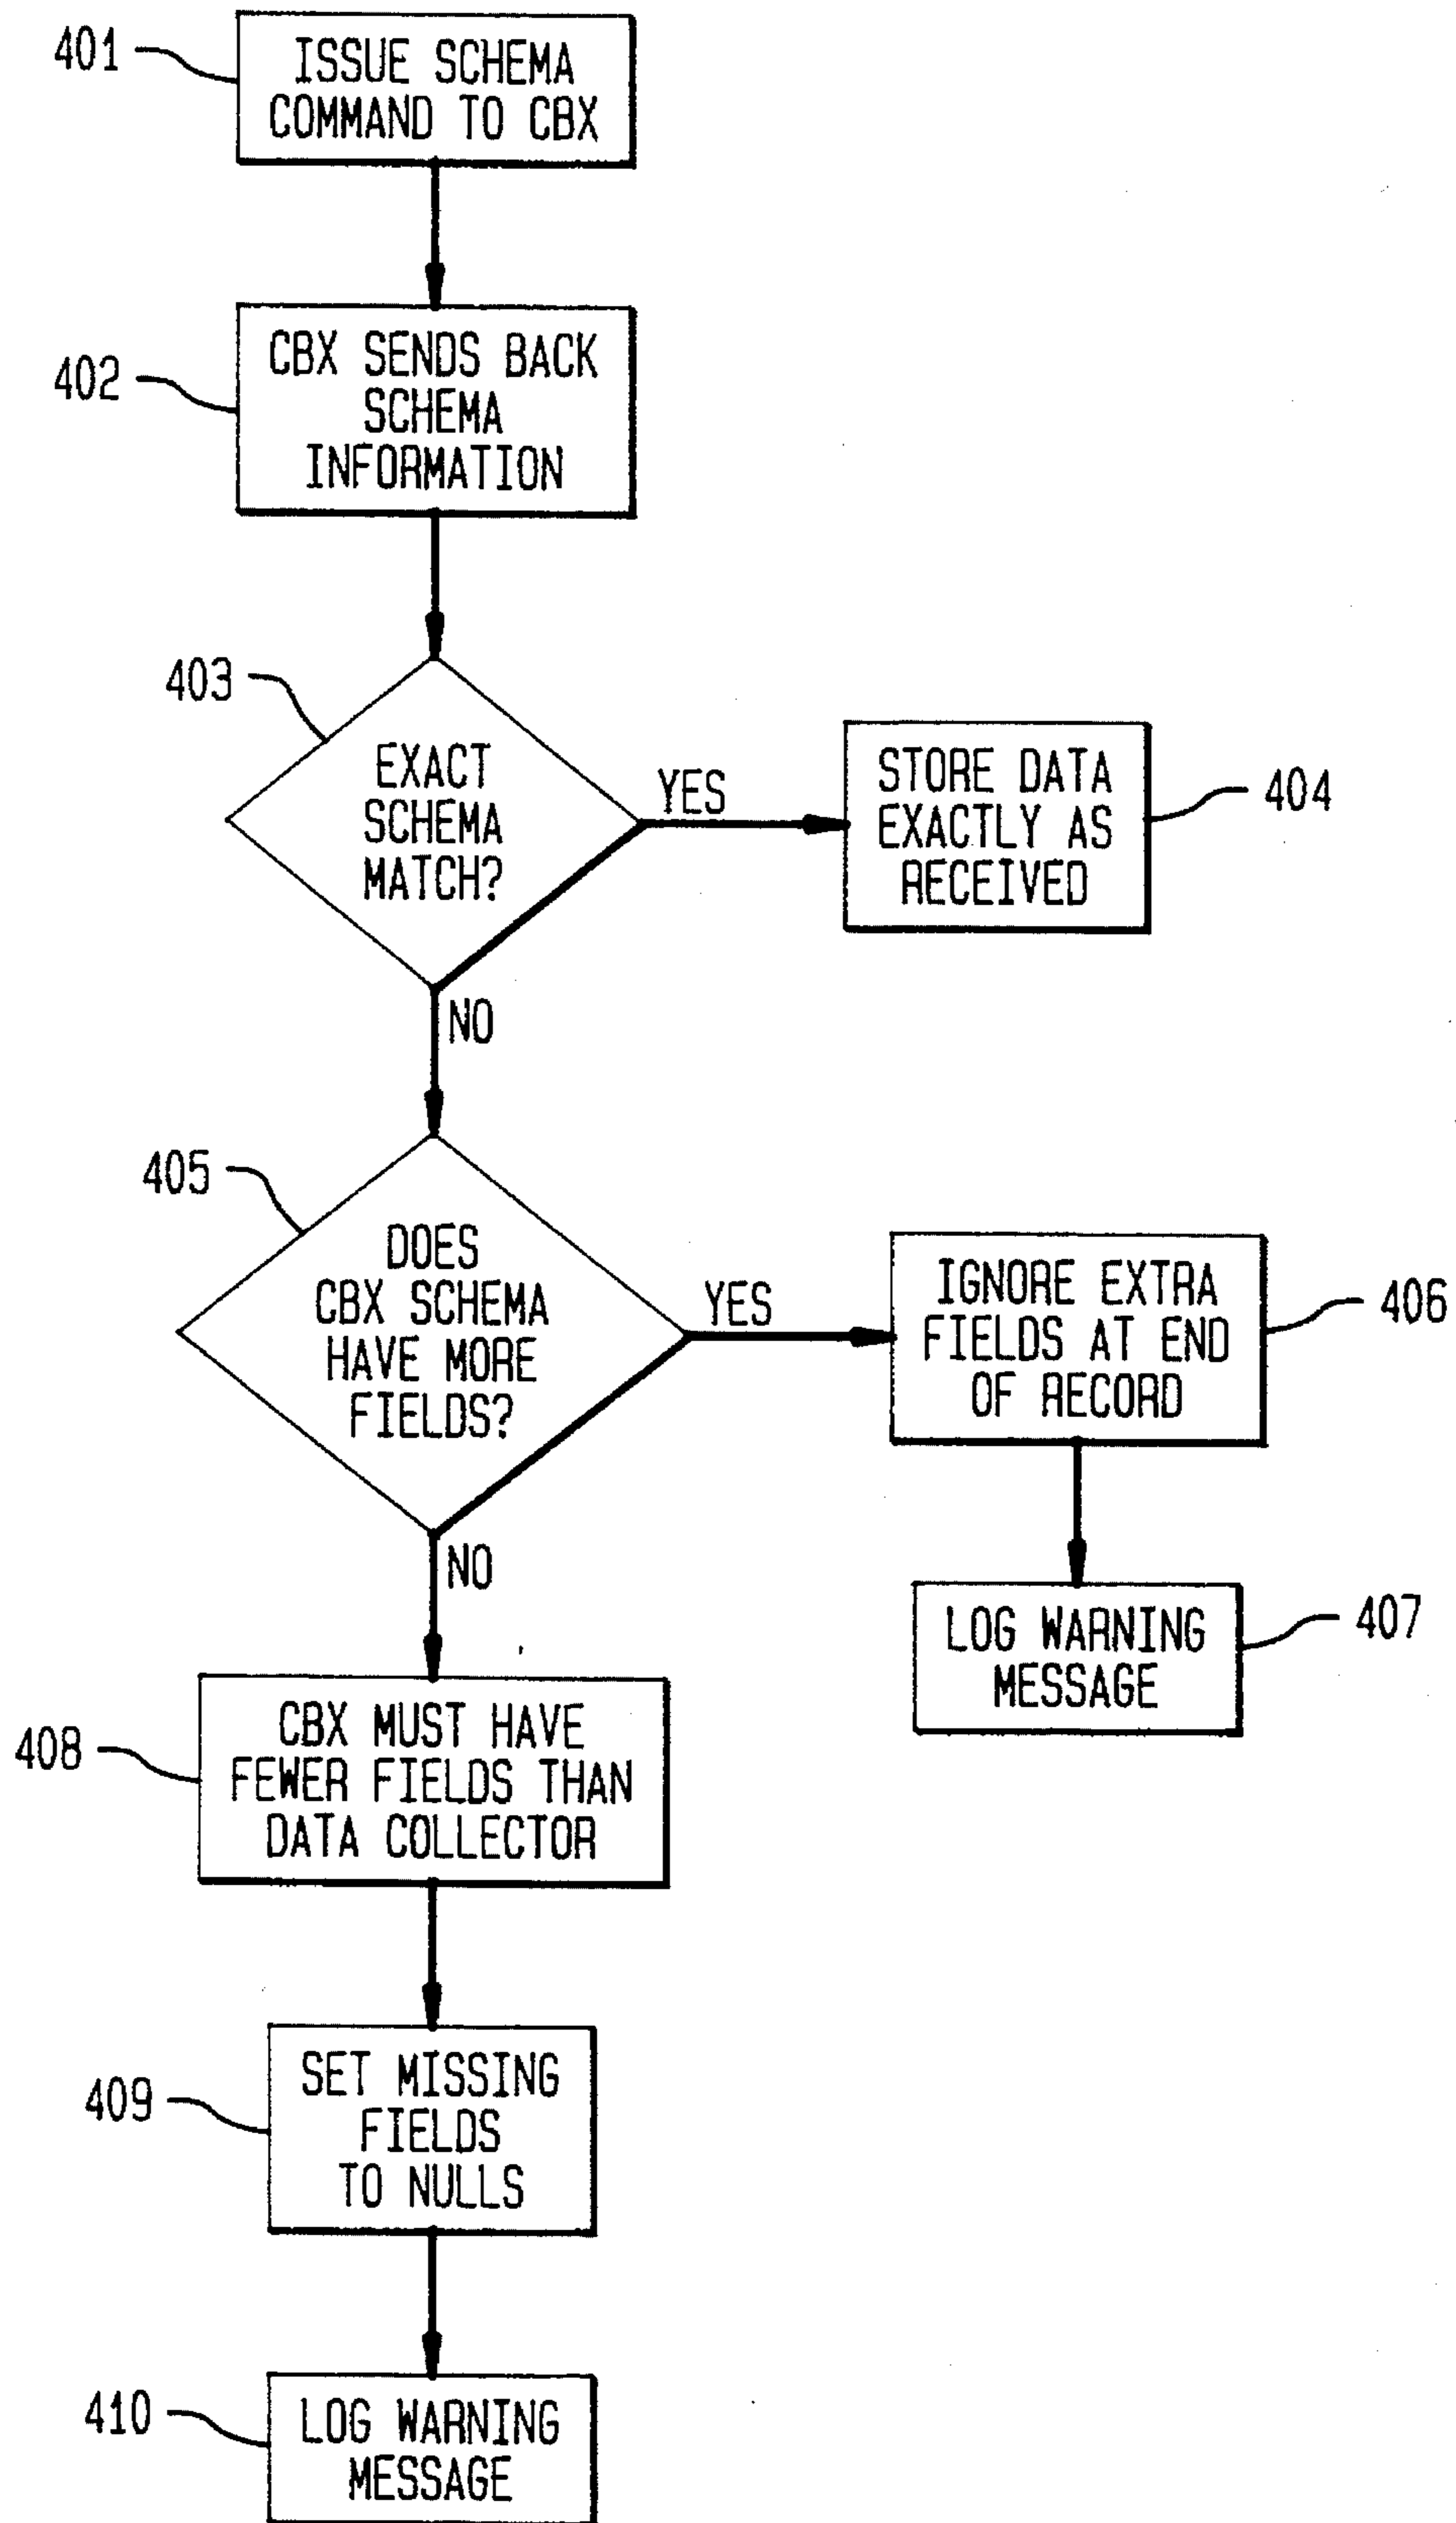 401
ISSUE SCHEMA
COMMAND TO CBX
402
CBX SENDS BACK
SCHEMA
INFORMATION
403
EXACT
SCHEMA
MATCH?
YES
STORE DATA
EXACTLY AS
RECEIVED
404
NO
405
DOES
CBX SCHEMA
HAVE MORE
FIELDS?
YES
IGNORE EXTRA
FIELDS AT END
OF RECORD
406
LOG WARNING
MESSAGE
407
NO
408
CBX MUST HAVE
FEWER FIELDS THAN
DATA COLLECTOR
409
SET MISSING
FIELDS
TO NULLS
410
LOG WARNING
MESSAGE